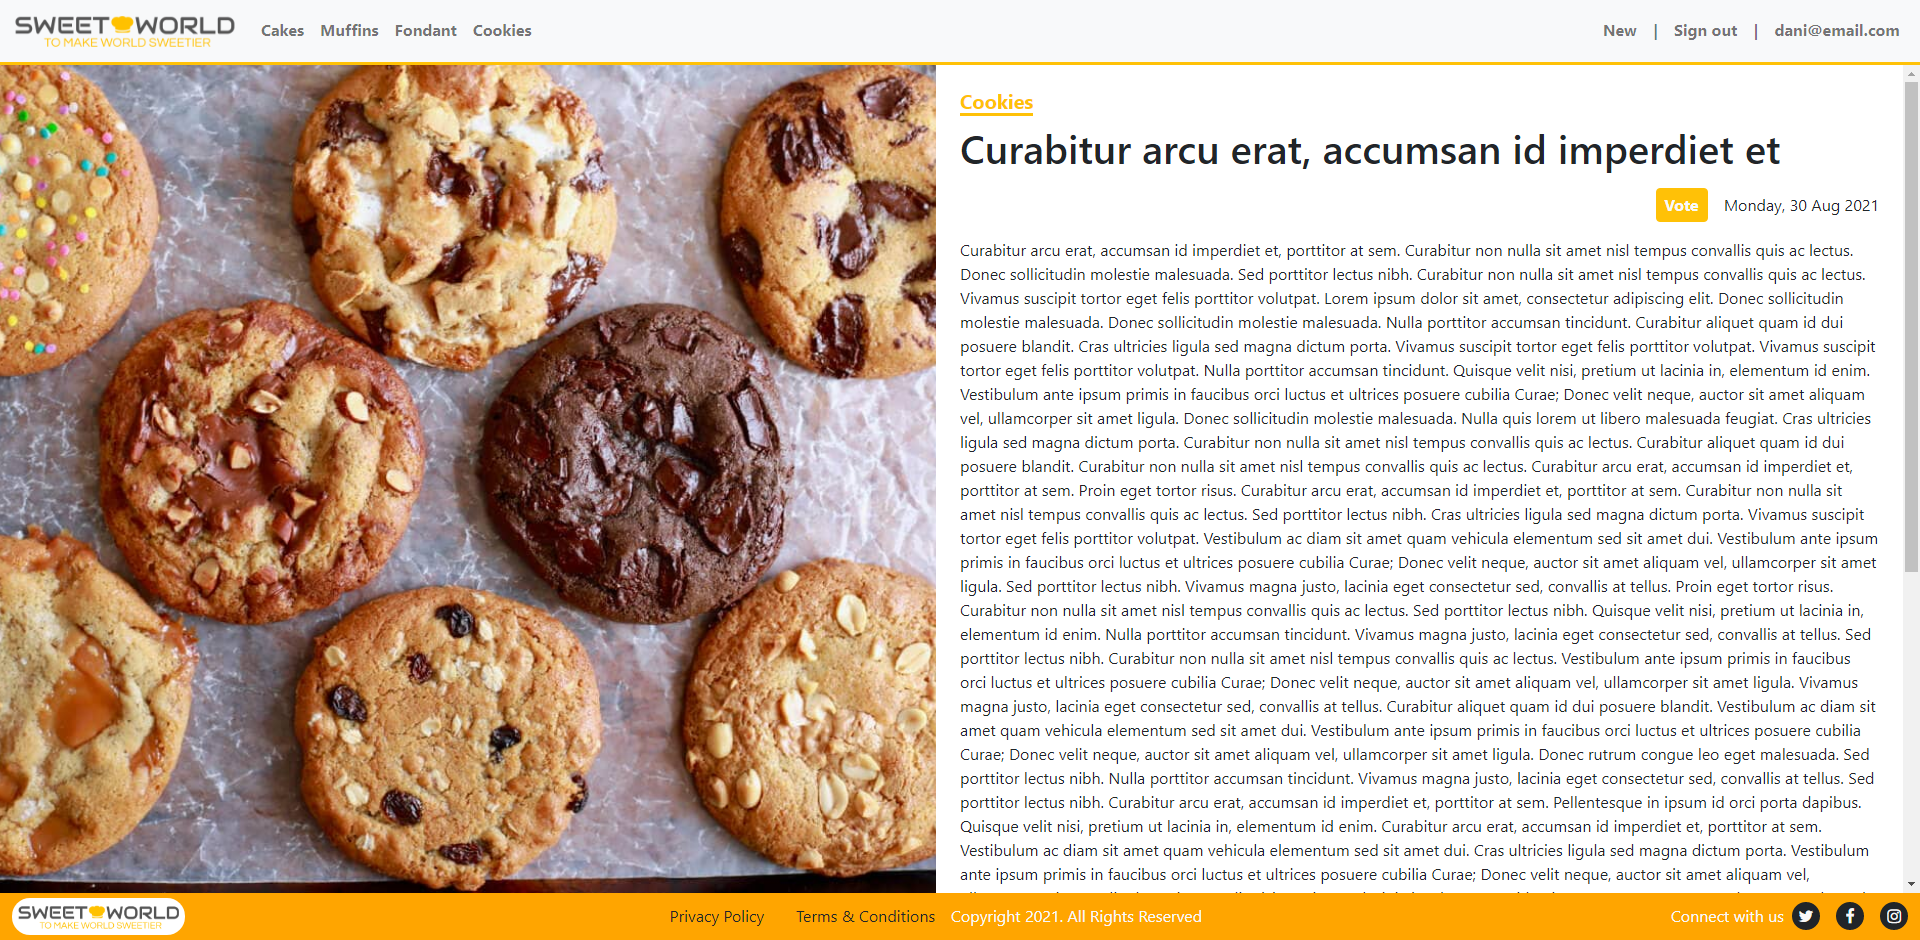 SWEET WORLD
TO MAKE WORLD SWEETIER
Cakes Muffins Fondant Cookies
New | Sign out | dani@email.com
Cookies
Curabitur arcu erat, accumsan id imperdiet et
Vote Monday, 30 Aug 2021
Curabitur arcu erat, accumsan id imperdiet et, porttitor at sem. Curabitur non nulla sit amet nisl tempus convallis quis ac lectus.
Donec sollicitudin molestie malesuada. Sed porttitor lectus nibh. Curabitur non nulla sit amet nisl tempus convallis quis ac lectus.
Vivamus suscipit tortor eget felis porttitor volutpat. Lorem ipsum dolor sit amet, consectetur adipiscing elit. Donec sollicitudin
molestie malesuada. Donec sollicitudin molestie malesuada. Nulla porttitor accumsan tincidunt. Curabitur aliquet quam id dui
posuere blandit. Cras ultricies ligula sed magna dictum porta. Vivamus suscipit tortor eget felis porttitor volutpat. Vivamus suscipit
tortor eget felis porttitor volutpat. Nulla porttitor accumsan tincidunt. Quisque velit nisi, pretium ut lacinia in, elementum id enim.
Vestibulum ante ipsum primis in faucibus orci luctus et ultrices posuere cubilia Curae; Donec velit neque, auctor sit amet aliquam
vel, ullamcorper sit amet ligula. Donec sollicitudin molestie malesuada. Nulla quis lorem ut libero malesuada feugiat. Cras ultricies
ligula sed magna dictum porta. Curabitur non nulla sit amet nisl tempus convallis quis ac lectus. Curabitur aliquet quam id dui
posuere blandit. Curabitur non nulla sit amet nisl tempus convallis quis ac lectus. Curabitur arcu erat, accumsan id imperdiet et,
porttitor at sem. Proin eget tortor risus. Curabitur arcu erat, accumsan id imperdiet et, porttitor at sem. Curabitur non nulla sit
amet nisl tempus convallis quis ac lectus. Sed porttitor lectus nibh. Cras ultricies ligula sed magna dictum porta. Vivamus suscipit
tortor eget felis porttitor volutpat. Vestibulum ac diam sit amet quam vehicula elementum sed sit amet dui. Vestibulum ante ipsum
primis in faucibus orci luctus et ultrices posuere cubilia Curae; Donec velit neque, auctor sit amet aliquam vel, ullamcorper sit amet
ligula. Sed porttitor lectus nibh. Vivamus magna justo, lacinia eget consectetur sed, convallis at tellus. Proin eget tortor risus.
Curabitur non nulla sit amet nisl tempus convallis quis ac lectus. Sed porttitor lectus nibh. Quisque velit nisi, pretium ut lacinia in,
elementum id enim. Nulla porttitor accumsan tincidunt. Vivamus magna justo, lacinia eget consectetur sed, convallis at tellus. Sed
porttitor lectus nibh. Curabitur non nulla sit amet nisl tempus convallis quis ac lectus. Vestibulum ante ipsum primis in faucibus
orci luctus et ultrices posuere cubilia Curae; Donec velit neque, auctor sit amet aliquam vel, ullamcorper sit amet ligula. Vivamus
magna justo, lacinia eget consectetur sed, convallis at tellus. Curabitur aliquet quam id dui posuere blandit. Vestibulum ac diam sit
amet quam vehicula elementum sed sit amet dui. Vestibulum ante ipsum primis in faucibus orci luctus et ultrices posuere cubilia
Curae; Donec velit neque, auctor sit amet aliquam vel, ullamcorper sit amet ligula. Donec rutrum congue leo eget malesuada. Sed
porttitor lectus nibh. Nulla porttitor accumsan tincidunt. Vivamus magna justo, lacinia eget consectetur sed, convallis at tellus. Sed
porttitor lectus nibh. Curabitur arcu erat, accumsan id imperdiet et, porttitor at sem. Pellentesque in ipsum id orci porta dapibus.
Quisque velit nisi, pretium ut lacinia in, elementum id enim. Curabitur arcu erat, accumsan id imperdiet et, porttitor at sem.
Vestibulum ac diam sit amet quam vehicula elementum sed sit amet dui. Cras ultricies ligula sed magna dictum porta. Vestibulum
ante ipsum primis in faucibus orci luctus et ultrices posuere cubilia Curae; Donec velit neque, auctor sit amet aliquam vel,
SWEET WORLD
TO MAKE WORLD SWEETIER
Privacy Policy Terms & Conditions Copyright 2021. All Rights Reserved
Connect with us